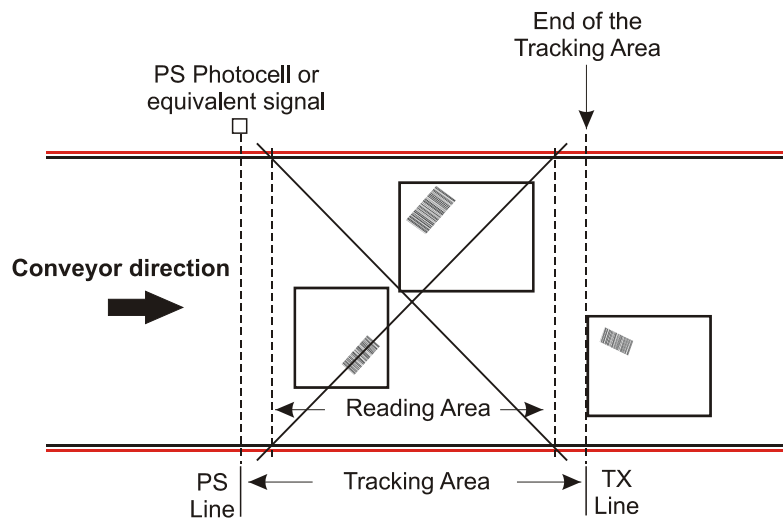 End of the
Tracking Area
PS Photocell or
equivalent signal
Conveyor direction
Reading Area
Tracking Area
PS
Line
TX
Line